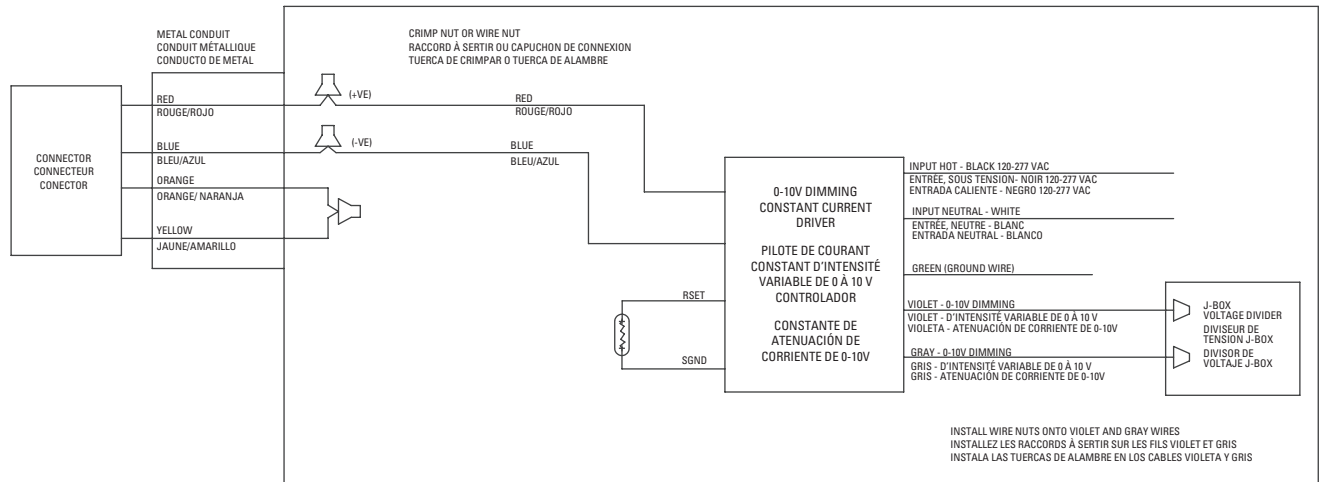 METAL CONDUIT
CONDUIT MÉTALLIQUE
CONDUCTO DE METAL
CRIMP NUT OR WIRE NUT
RACCORD À SERTIR OU CAPUCHON DE CONNEXION
TUERCA DE CRIMPAR O TUERCA DE ALAMBRE
CONNECTOR
CONNECTEUR
CONECTOR
RED
ROUGE/ROJO
BLUE
BLEU/AZUL
ORANGE
ORANGE/ NARANJA
YELLOW
JAUNE/AMARILLO
(+VE)
(-VE)
RED
ROUGE/ROJO
BLUE
BLEU/AZUL
RSET
SGND
0-10V DIMMING
CONSTANT CURRENT
DRIVER
PILOTE DE COURANT
CONSTANT D'INTENSITÉ
VARIABLE DE 0 À 10 V
CONTROLADOR
CONSTANTE DE
ATENUACIÓN DE
CORRIENTE DE 0-10V
INPUT HOT - BLACK 120-277 VAC
ENTRÉE, SOUS TENSION- NOIR 120-277 VAC
ENTRADA CALIENTE - NEGRO 120-277 VAC
INPUT NEUTRAL - WHITE
ENTRÉE, NEUTRE - BLANC
ENTRADA NEUTRAL - BLANCO
GREEN (GROUND WIRE)
VIOLET - 0-10V DIMMING
VIOLET - D'INTENSITÉ VARIABLE DE 0 À 10 V
VIOLETA - ATENUACIÓN DE CORRIENTE DE 0-10V
GRAY - 0-10V DIMMING
GRIS - D'INTENSITÉ VARIABLE DE 0 À 10 V
GRIS - ATENUACIÓN DE CORRIENTE DE 0-10V
J-BOX
VOLTAGE DIVIDER
DIVISEUR DE
TENSION J-BOX
DIVISOR DE
VOLTAJE J-BOX
INSTALL WIRE NUTS ONTO VIOLET AND GRAY WIRES
INSTALLEZ LES RACCORDS À SERTIR SUR LES FILS VIOLET ET GRIS
INSTALA LAS TUERCAS DE ALAMBRE EN LOS CABLES VIOLETA Y GRIS